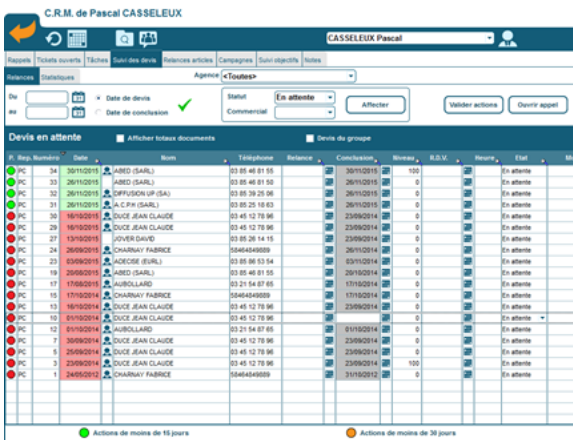 C.R.M. de Pascal CASSELEUX
CASSELEUX Pascal
Rappels Tickets ouverts Tâches Suivi des devis Relances articles Campagnes Suivi objectifs Notes
Relances Statistiques Agence <Toutes>
Du Date de devis Statut En attente Affecter Valider actions Ouvrir appel
au Date de conclusion Commercial
Devis en attente Afficher totaux documents Devis du groupe
P. Rep. Numéro Date Nom Téléphone Relance Conclusion Niveau R.D.V. Heure Etat
PC 34 30/11/2015 ABED (SARL) 03 85 46 81 55 30/11/2015 100 En attente
PC 33 26/11/2015 ABED (SARL) 03 85 46 81 50 26/11/2015 0 En attente
PC 32 26/11/2015 DIFFUSION UP (SA) 03 85 39 25 06 26/11/2015 0 En attente
PC 31 26/11/2015 A.C.P.H (SARL) 03 85 25 18 63 26/11/2015 0 En attente
PC 30 16/10/2015 DUCE JEAN CLAUDE 03 45 12 78 96 23/09/2014 0 En attente
PC 29 16/10/2015 DUCE JEAN CLAUDE 03 45 12 78 96 23/09/2014 0 En attente
PC 27 13/10/2015 JOVER DAVID 03 85 26 14 15 23/09/2014 0 En attente
PC 24 26/09/2015 CHARNAY FABRICE 58464849889 26/11/2014 0 En attente
PC 23 03/09/2015 ADECISE (EURL) 03 85 86 53 54 03/11/2014 0 En attente
PC 19 20/08/2015 ABED (SARL) 03 85 46 81 55 20/10/2014 0 En attente
PC 17 17/08/2015 AUBOLLARD 03 21 54 87 65 17/10/2014 0 En attente
PC 15 17/10/2014 CHARNAY FABRICE 58464849889 17/10/2014 0 En attente
PC 13 16/10/2014 DUCE JEAN CLAUDE 03 45 12 78 96 23/09/2014 0 En attente
PC 10 01/10/2014 DUCE JEAN CLAUDE 03 45 12 78 96 0 En attente
PC 12 01/10/2014 AUBOLLARD 03 21 54 87 65 01/10/2014 0 En attente
PC 7 30/09/2014 DUCE JEAN CLAUDE 03 45 12 78 96 23/09/2014 0 En attente
PC 5 25/09/2014 DUCE JEAN CLAUDE 03 45 12 78 96 23/09/2014 0 En attente
PC 3 23/09/2014 DUCE JEAN CLAUDE 03 45 12 78 96 23/09/2014 100 En attente
PC 1 24/05/2012 CHARNAY FABRICE 58464849889 31/10/2012 0 En attente
Actions de moins de 15 jours Actions de moins de 30 jours